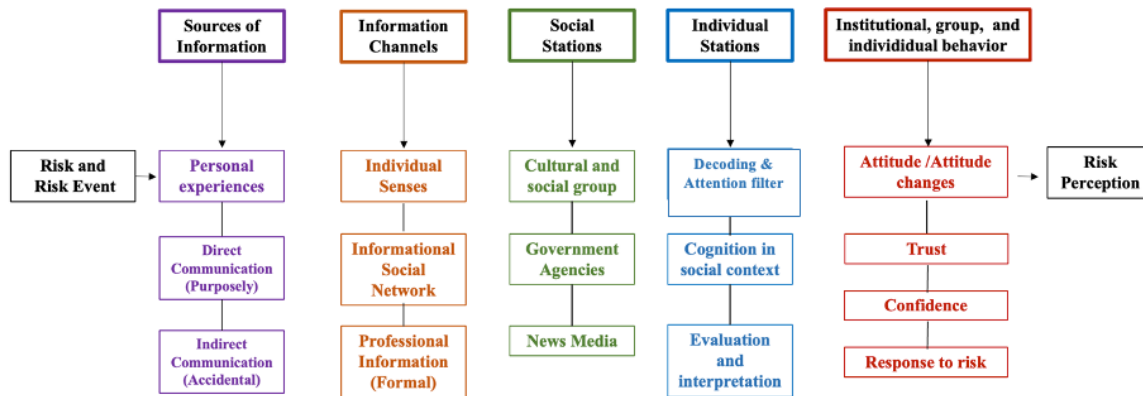 Sources of
Information
Information
Channels
Social
Stations
Individual
Stations
Institutional, group, and
individidual behavior
Risk and
Risk Event
Personal
experiences
Individual
Senses
Cultural and
social group
Decoding &
Attention filter
Attitude /Attitude
changes
Risk
Perception
Direct
Communication
(Purposely)
Informational
Social
Network
Government
Agencies
Cognition in
social context
Trust
Confidence
Indirect
Communication
(Accidental)
Professional
Information
(Formal)
News Media
Evaluation
and
interpretation
Response to risk